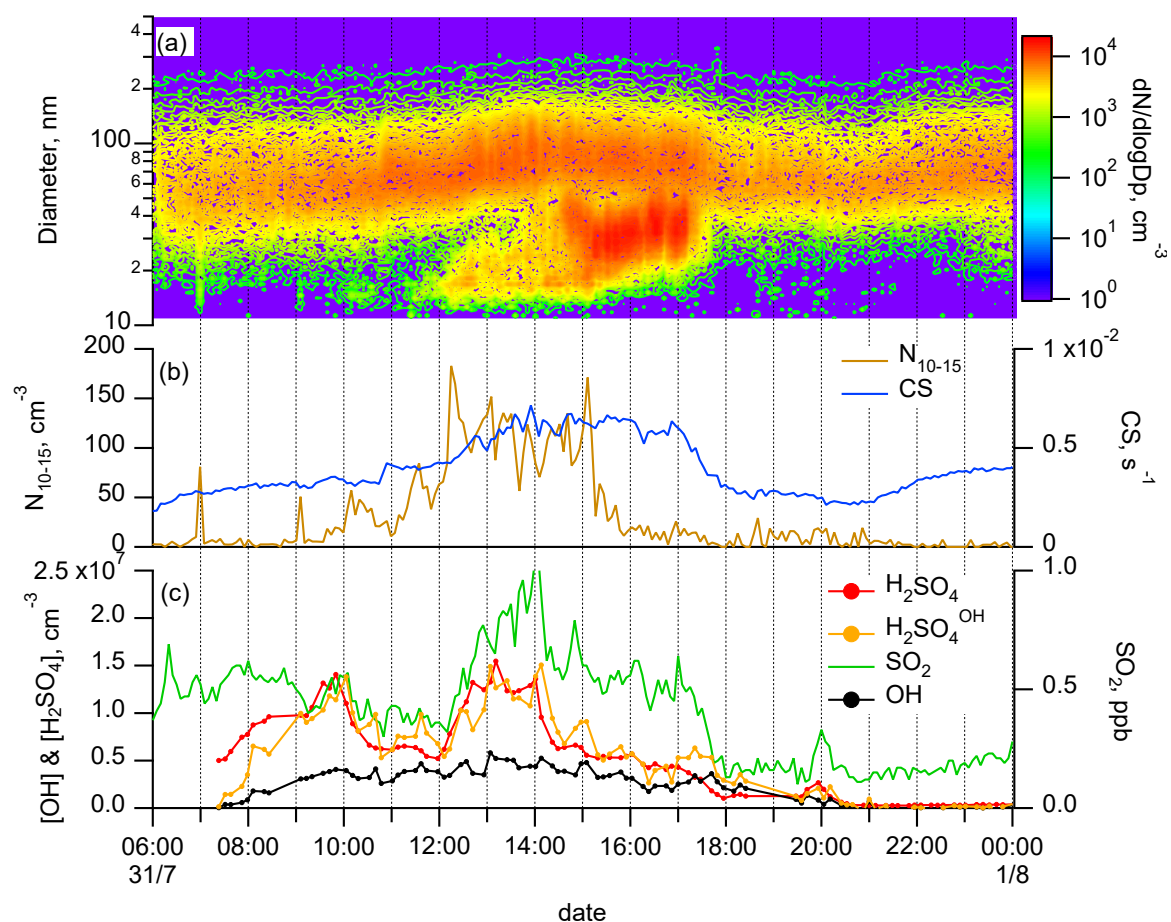 (a)
4
2
100
8
6
4
2
10
Diameter, nm
10⁴
10³
10²
10¹
10⁰
dN/dlogDp, cm⁻³
(b)
200
150
100
50
0
N₁₀₋₁₅, cm⁻³
N₁₀₋₁₅
CS
1 x10⁻²
0.5
0
CS, s⁻¹
(c)
2.5 x10⁷
2.0
1.5
1.0
0.5
0.0
[OH] & [H₂SO₄], cm⁻³
H₂SO₄
H₂SO₄ᴼᴴ
SO₂
OH
1.0
0.5
0.0
SO₂, ppb
06:00 08:00 10:00 12:00 14:00 16:00 18:00 20:00 22:00 00:00
31/7 1/8
date